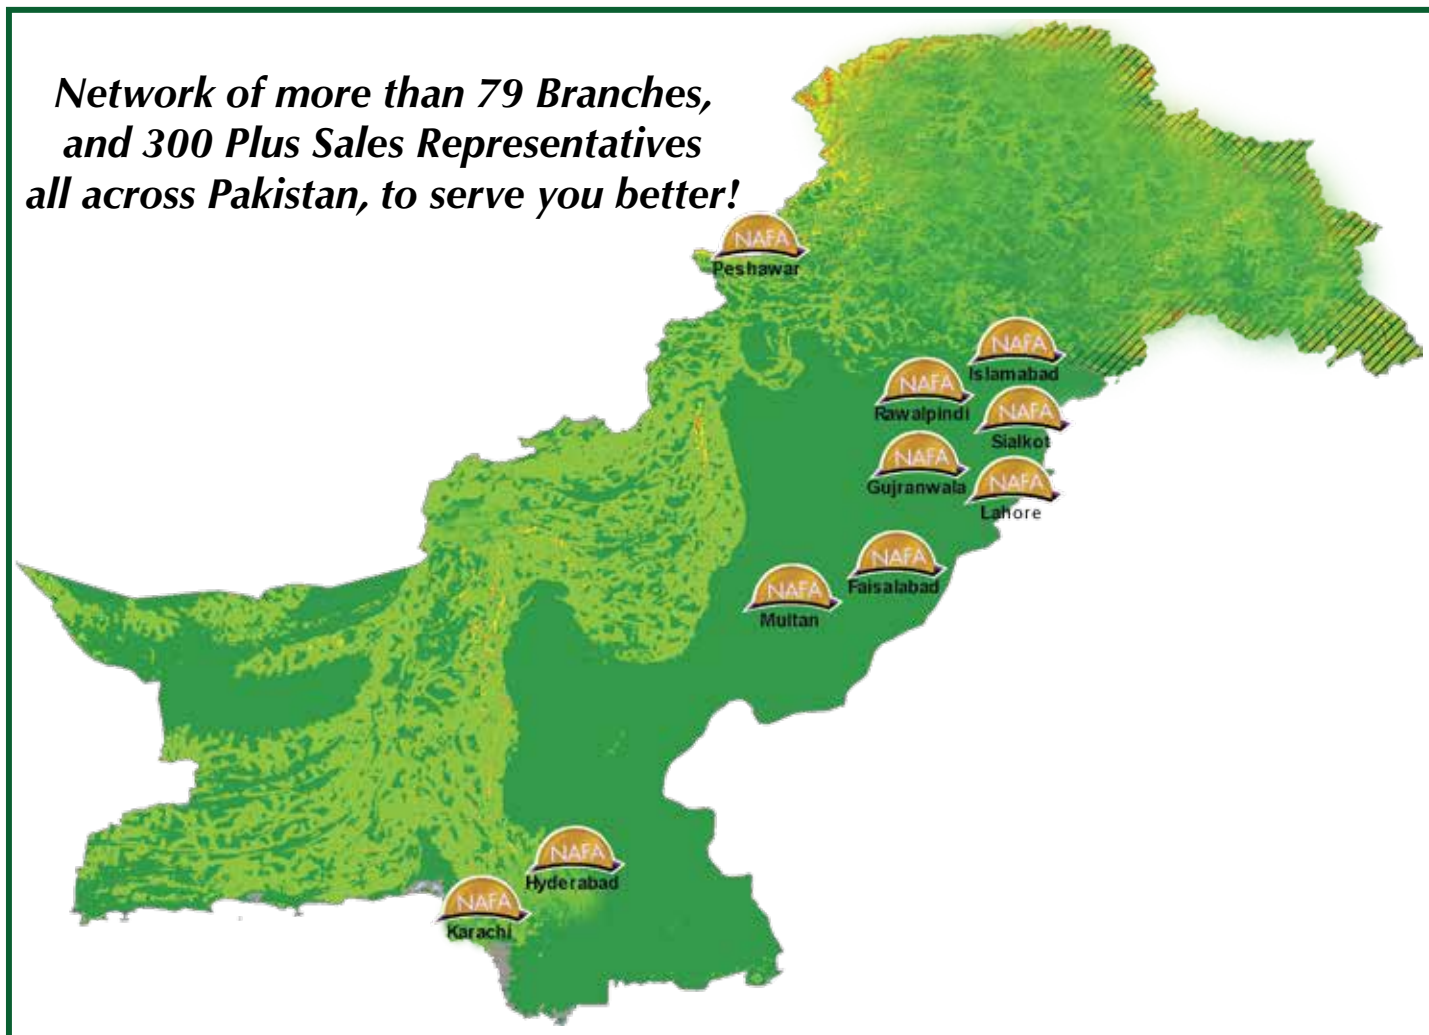 Network of more than 79 Branches,
and 300 Plus Sales Representatives
all across Pakistan, to serve you better!
NAFA
Peshawar
NAFA
Islamabad
NAFA
Rawalpindi
NAFA
Sialkot
NAFA
Gujranwala
NAFA
Lahore
NAFA
Faisalabad
NAFA
Multan
NAFA
Hyderabad
NAFA
Karachi